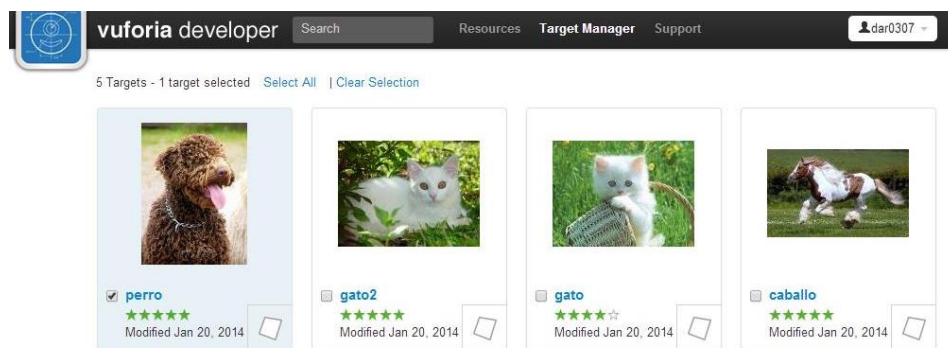 vuforia developer Search Resources Target Manager Support dar0307
5 Targets - 1 target selected Select All | Clear Selection
perro gato2 gato caballo
Modified Jan 20, 2014 Modified Jan 20, 2014 Modified Jan 20, 2014 Modified Jan 20, 2014